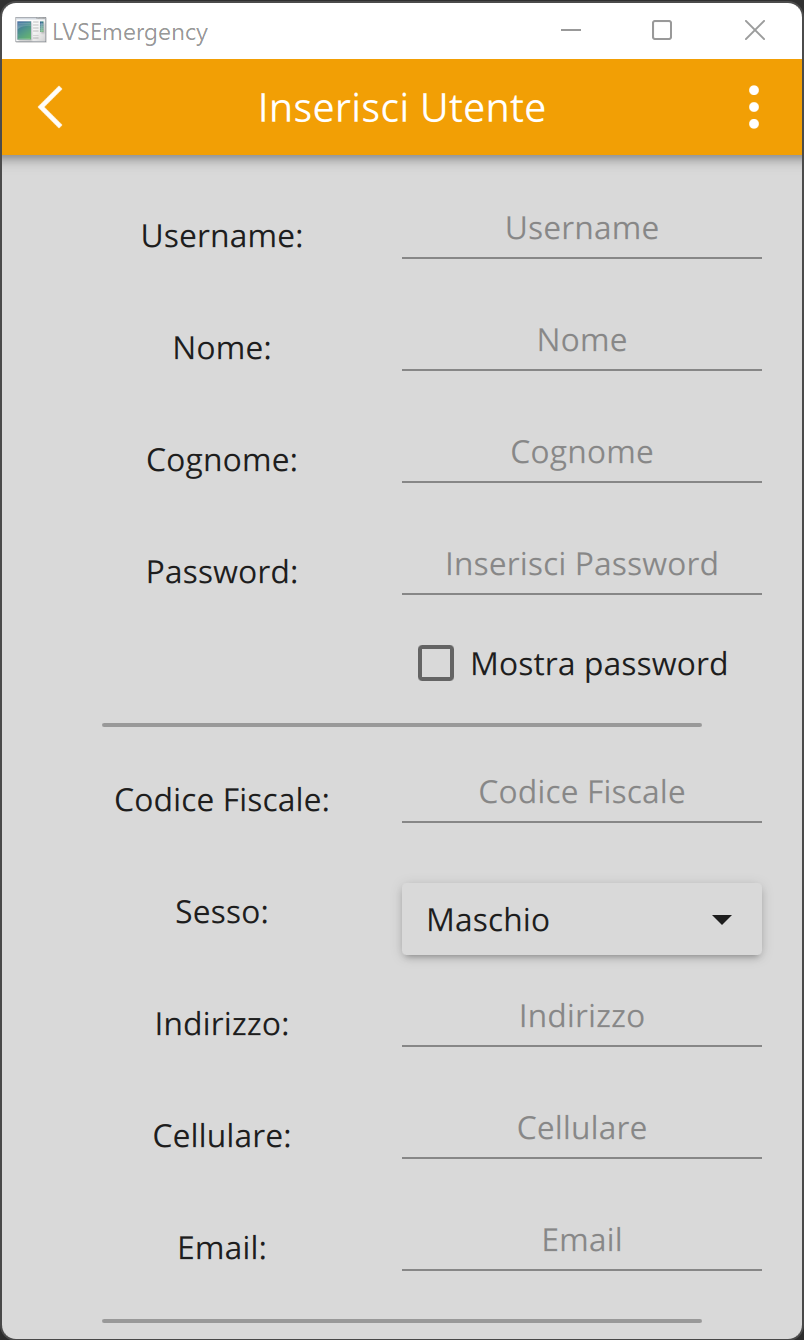 LVSEmergency
Inserisci Utente
Username: Username
Nome: Nome
Cognome: Cognome
Password: Inserisci Password
Mostra password
Codice Fiscale: Codice Fiscale
Sesso: Maschio
Indirizzo: Indirizzo
Cellulare: Cellulare
Email: Email